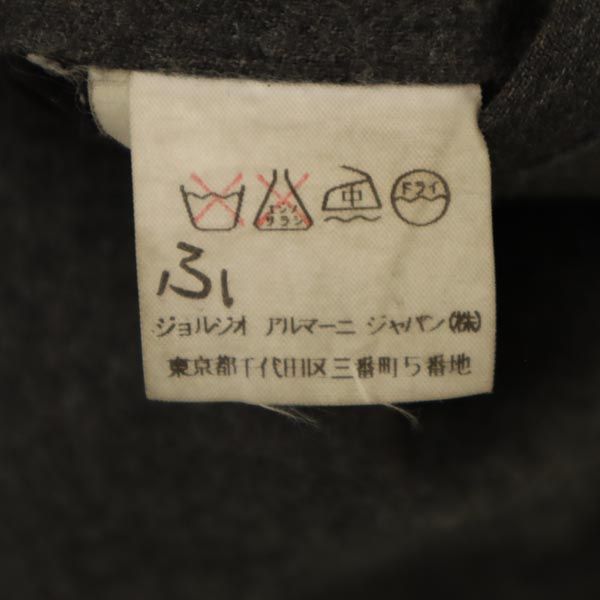 エンソ サラシ 中 ドライ
ふ
ジョルジオ アルマーニ ジャパン(株)
東京都千代田区三番町5番地